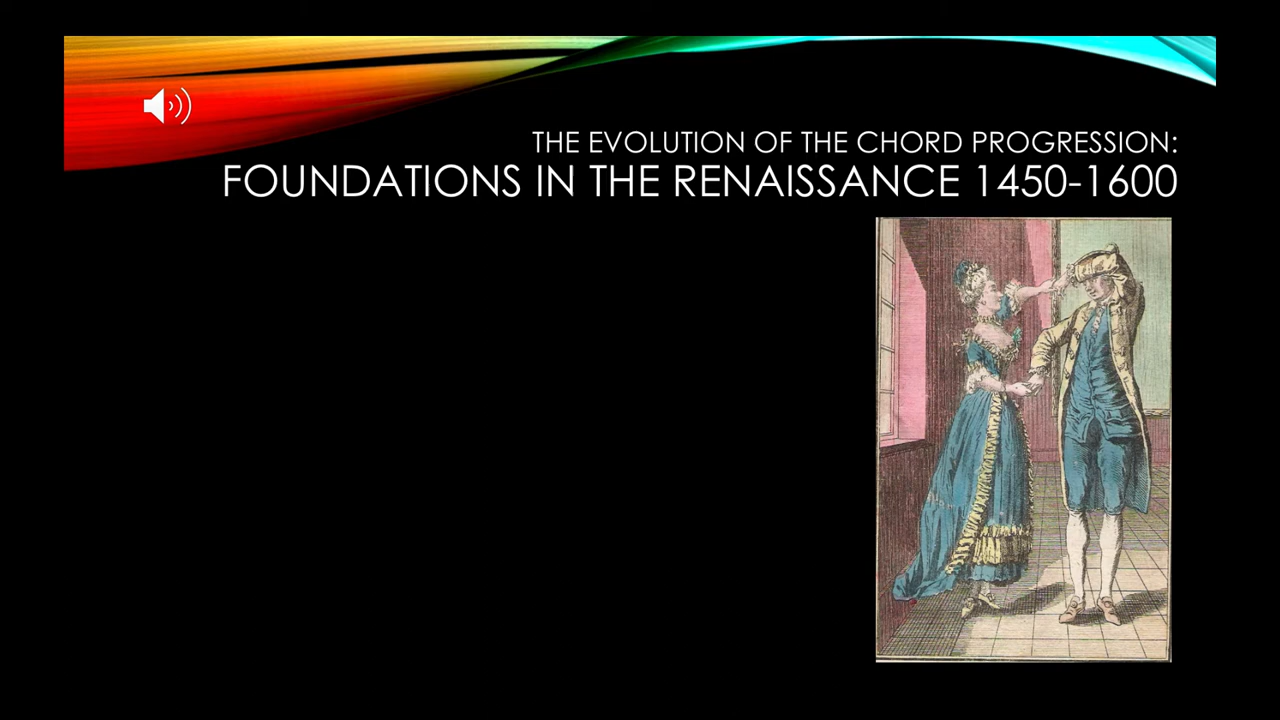 THE EVOLUTION OF THE CHORD PROGRESSION:
FOUNDATIONS IN THE RENAISSANCE 1450-1600